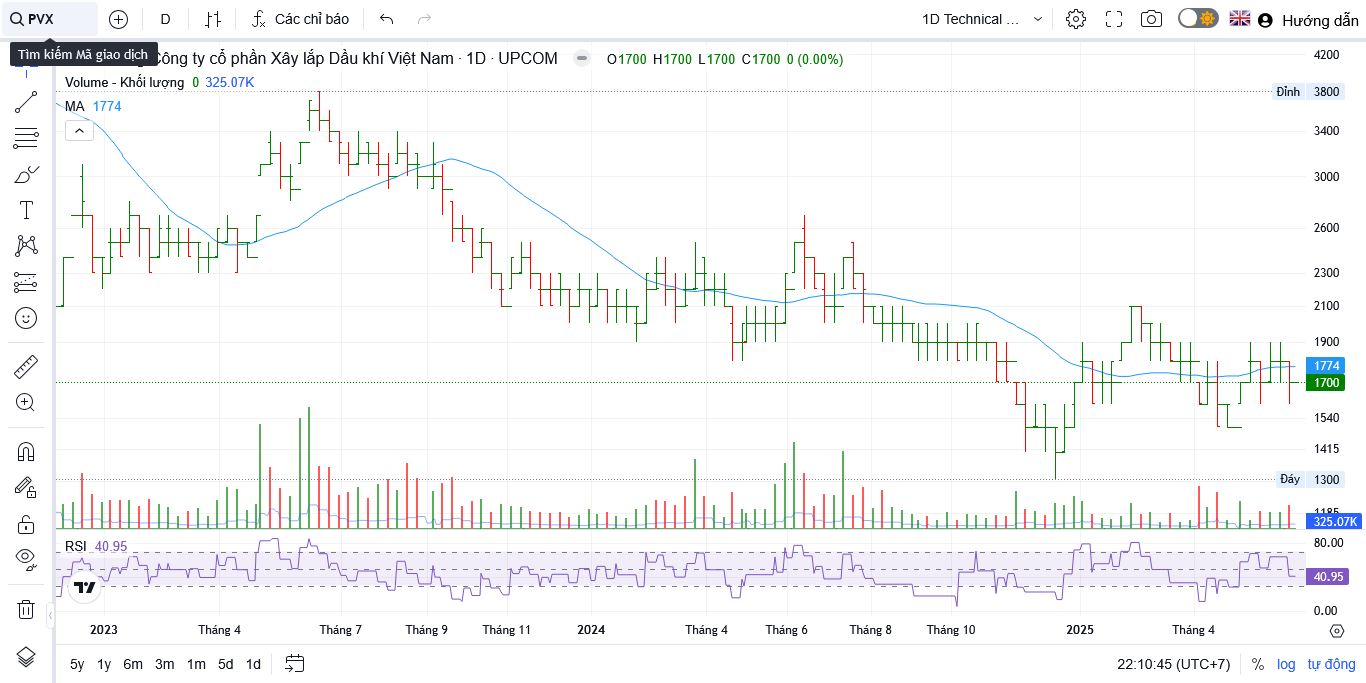 PVX D Các chỉ báo 1D Technical ... Hướng dẫn
Tìm kiếm Mã giao dịch
Công ty cổ phần Xây lắp Dầu khí Việt Nam · 1D · UPCOM O1700 H1700 L1700 C1700 0 (0.00%)
Volume - Khối lượng 0 325.07K
MA 1774
4200
Đỉnh 3800
3400
3000
2600
2300
2100
1900
1774
1700
1540
1415
Đáy 1300
1185
325.07K
RSI 40.95
80.00
40.95
0.00
2023 Tháng 4 Tháng 7 Tháng 9 Tháng 11 2024 Tháng 4 Tháng 6 Tháng 8 Tháng 10 2025 Tháng 4
5y 1y 6m 3m 1m 5d 1d 22:10:45 (UTC+7) % log tự động